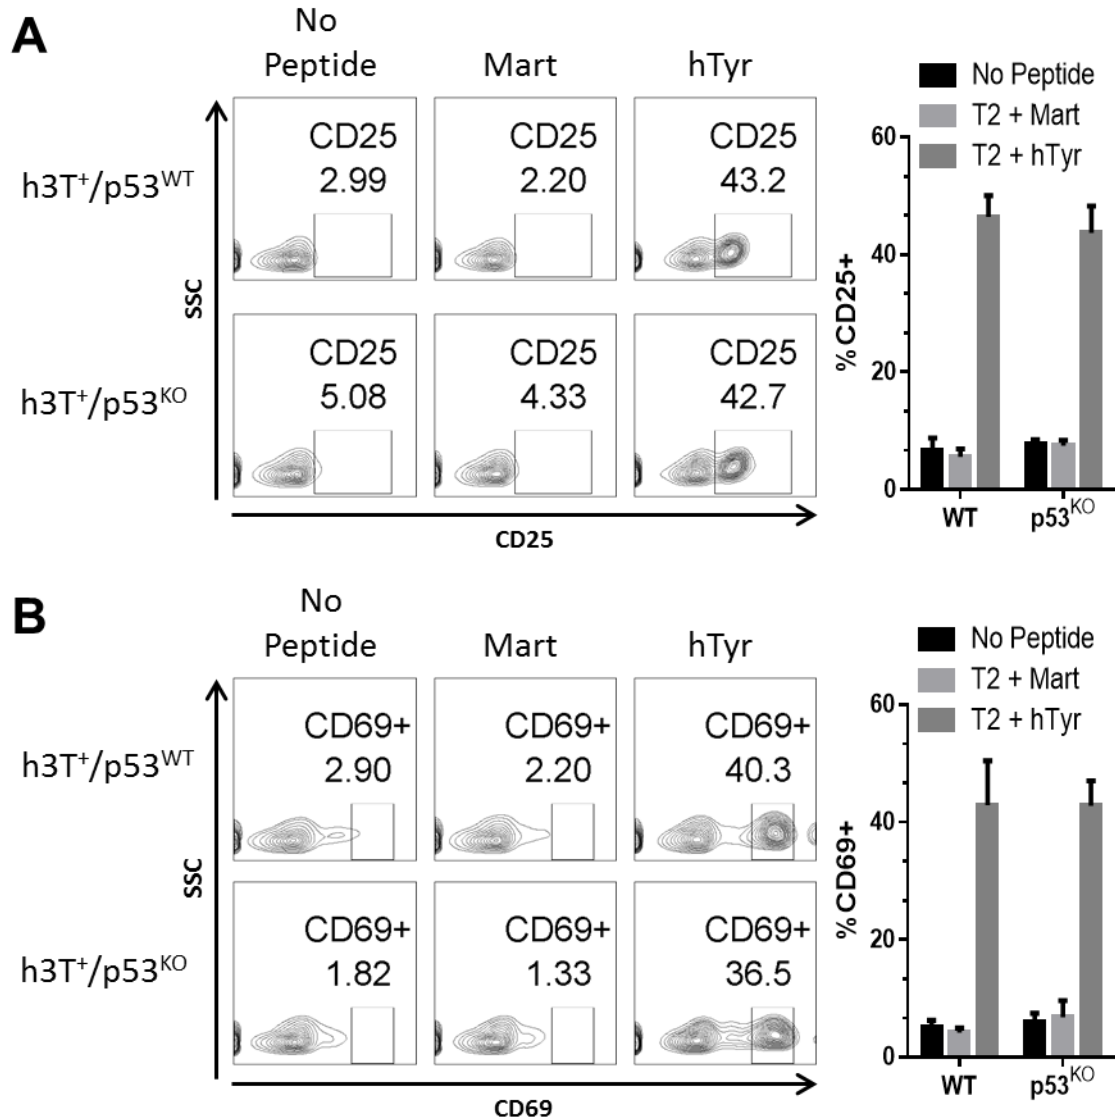 A
No
Peptide
Mart
hTyr
h3T⁺/p53ᵂᵀ
CD25
2.99
CD25
2.20
CD25
43.2
h3T⁺/p53ᴷᴼ
CD25
5.08
CD25
4.33
CD25
42.7
SSC
CD25
No Peptide
T2 + Mart
T2 + hTyr
% CD25+
60
40
20
0
WT
p53ᴷᴼ
B
No
Peptide
Mart
hTyr
h3T⁺/p53ᵂᵀ
CD69+
2.90
CD69+
2.20
CD69+
40.3
h3T⁺/p53ᴷᴼ
CD69+
1.82
CD69+
1.33
CD69+
36.5
SSC
CD69
No Peptide
T2 + Mart
T2 + hTyr
% CD69+
60
40
20
0
WT
p53ᴷᴼ